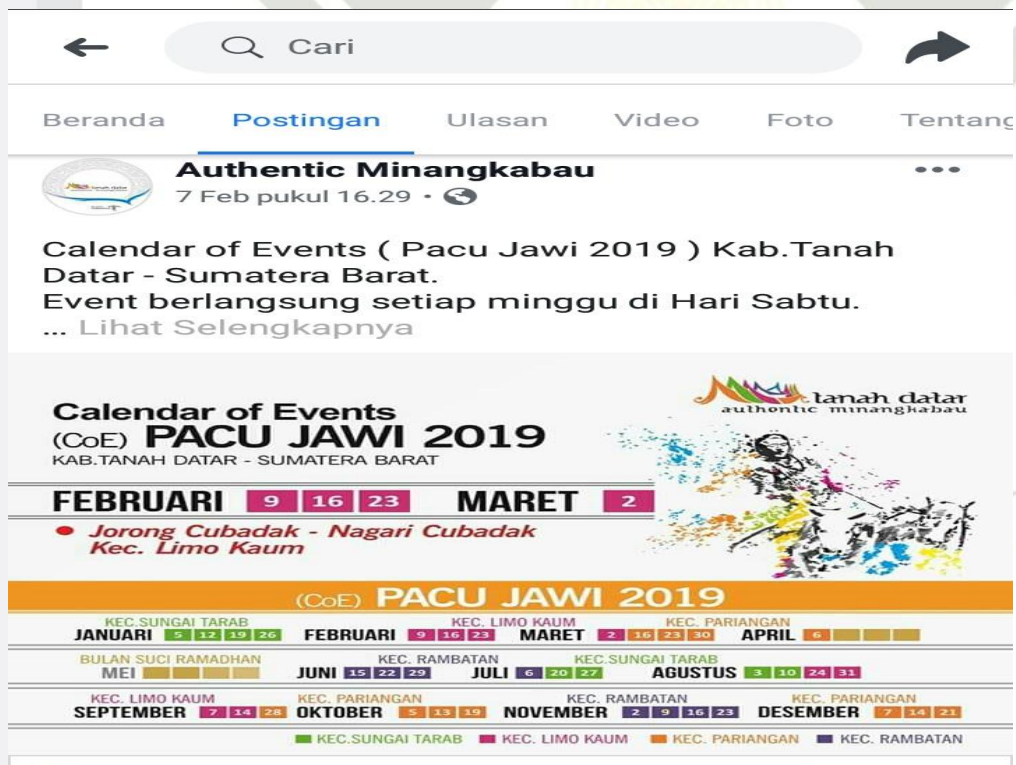 Cari
Beranda Postingan Ulasan Video Foto Tentang
Authentic Minangkabau
7 Feb pukul 16.29 •
Calendar of Events ( Pacu Jawi 2019 ) Kab.Tanah
Datar - Sumatera Barat.
Event berlangsung setiap minggu di Hari Sabtu.
... Lihat Selengkapnya
tanah datar
authentic minangkabau
Calendar of Events
(CoE) PACU JAWI 2019
KAB.TANAH DATAR - SUMATERA BARAT
FEBRUARI 9 16 23 MARET 2
• Jorong Cubadak - Nagari Cubadak
Kec. Limo Kaum
(CoE) PACU JAWI 2019
KEC.SUNGAI TARAB KEC. LIMO KAUM KEC. PARIANGAN
JANUARI 5 12 19 26 FEBRUARI 9 16 23 MARET 2 16 23 30 APRIL 6
BULAN SUCI RAMADHAN KEC. RAMBATAN KEC.SUNGAI TARAB
MEI JUNI 15 22 29 JULI 6 20 27 AGUSTUS 3 10 24 31
KEC. LIMO KAUM KEC. PARIANGAN KEC. RAMBATAN KEC. PARIANGAN
SEPTEMBER 7 14 28 OKTOBER 5 13 19 NOVEMBER 2 9 16 23 DESEMBER 7 14 21
KEC.SUNGAI TARAB KEC. LIMO KAUM KEC. PARIANGAN KEC. RAMBATAN